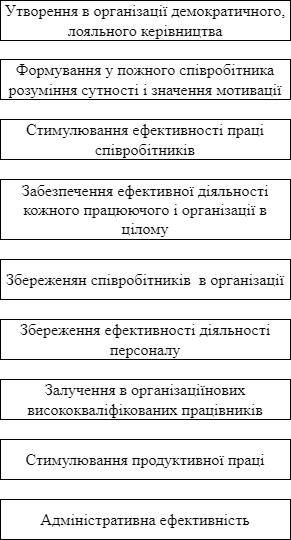 Утворення в організації демократичного,
лояльного керівництва
Формування у пожного співробітника
розуміння сутності і значення мотивації
Стимулювання ефективності праці
співробітників
Забезпечення ефективної діяльності
кожного працюючого і організації в
цілому
Збереженян співробітників в організації
Збереження ефективності діяльності
персоналу
Залучення в організаціїнових
висококваліфікованих працівників
Стимулювання продуктивної праці
Адміністративна ефективність